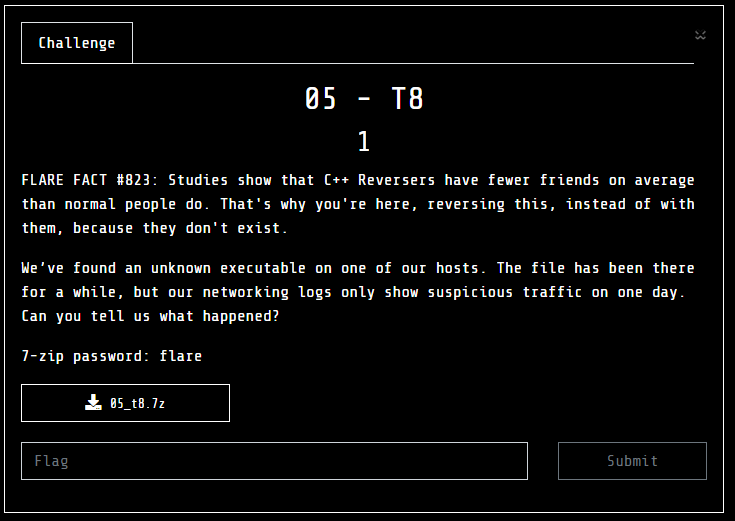 Challenge
05 - T8
1
FLARE FACT #823: Studies show that C++ Reversers have fewer friends on average
than normal people do. That's why you're here, reversing this, instead of with
them, because they don't exist.
We've found an unknown executable on one of our hosts. The file has been there
for a while, but our networking logs only show suspicious traffic on one day.
Can you tell us what happened?
7-zip password: flare
05_t8.7z
Flag
Submit